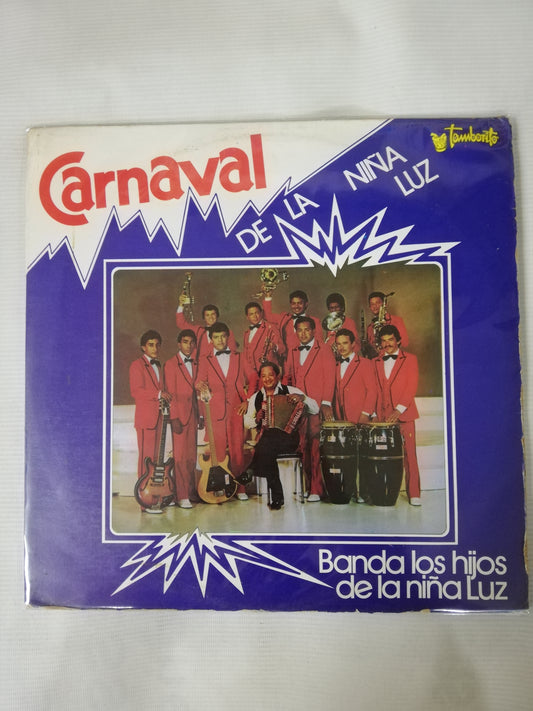 Carnaval
DE LA NIÑA
LUZ
Tamborito
Banda los hijos
de la niña Luz